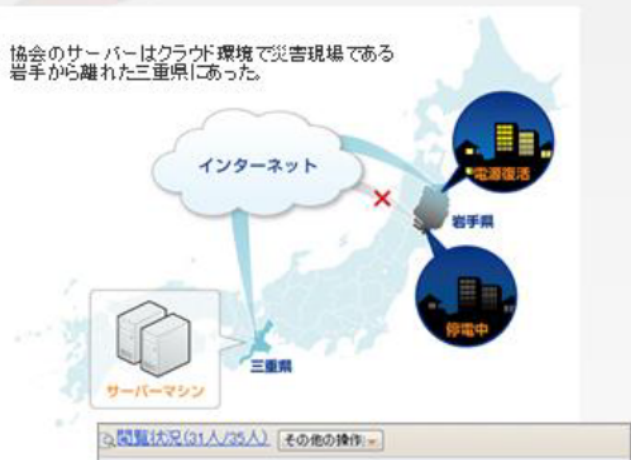 協会のサーバーはクラウド環境で災害現場である
岩手から離れた三重県にあった。
インターネット
電源復活
岩手県
停電中
三重県
サーバーマシン
閲覧状況(31人/35人) その他の操作